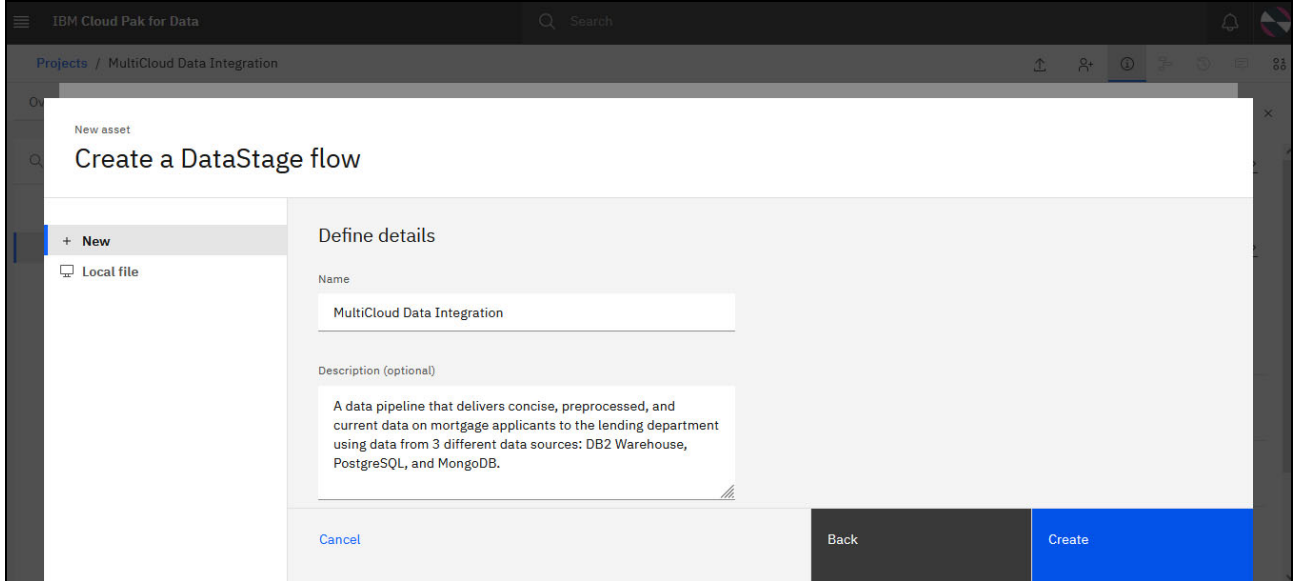 IBM Cloud Pak for Data
Search
Projects / MultiCloud Data Integration
Ov
New asset
Create a DataStage flow
+ New
Local file
Define details
Name
MultiCloud Data Integration
Description (optional)
A data pipeline that delivers concise, preprocessed, and
current data on mortgage applicants to the lending department
using data from 3 different data sources: DB2 Warehouse,
PostgreSQL, and MongoDB.
Cancel
Back
Create